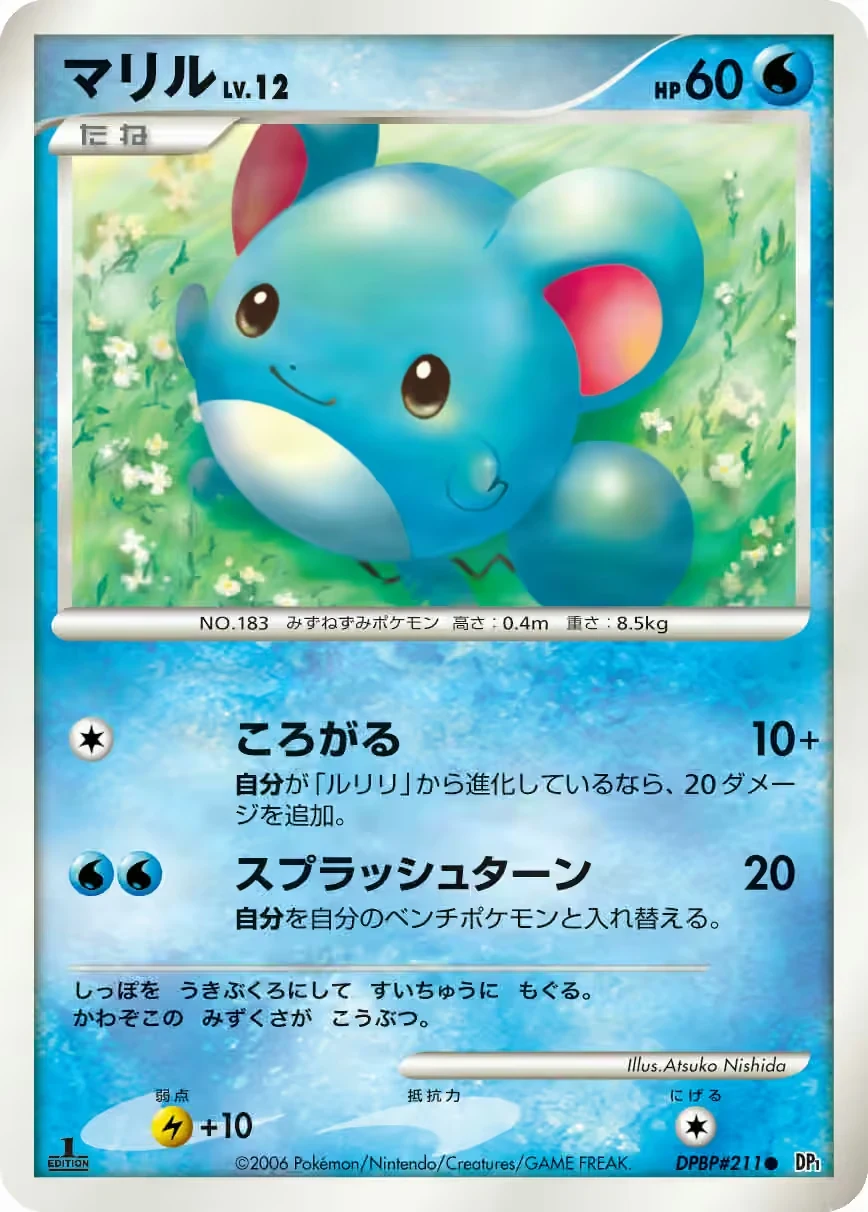 マリル LV.12 HP 60
たね
NO.183 みずねずみポケモン 高さ:0.4m 重さ:8.5kg
ころがる 10+
自分が「ルリリ」から進化しているなら、20ダメー
ジを追加。
スプラッシュターン 20
自分を自分のベンチポケモンと入れ替える。
しっぽを うきぶくろにして すいちゅうに もぐる。
かわぞこの みずくさが こうぶつ。
Illus.Atsuko Nishida
弱点 抵抗力 にげる
+10
1 EDITION
©2006 Pokémon/Nintendo/Creatures/GAME FREAK. DPBP#211● DP1